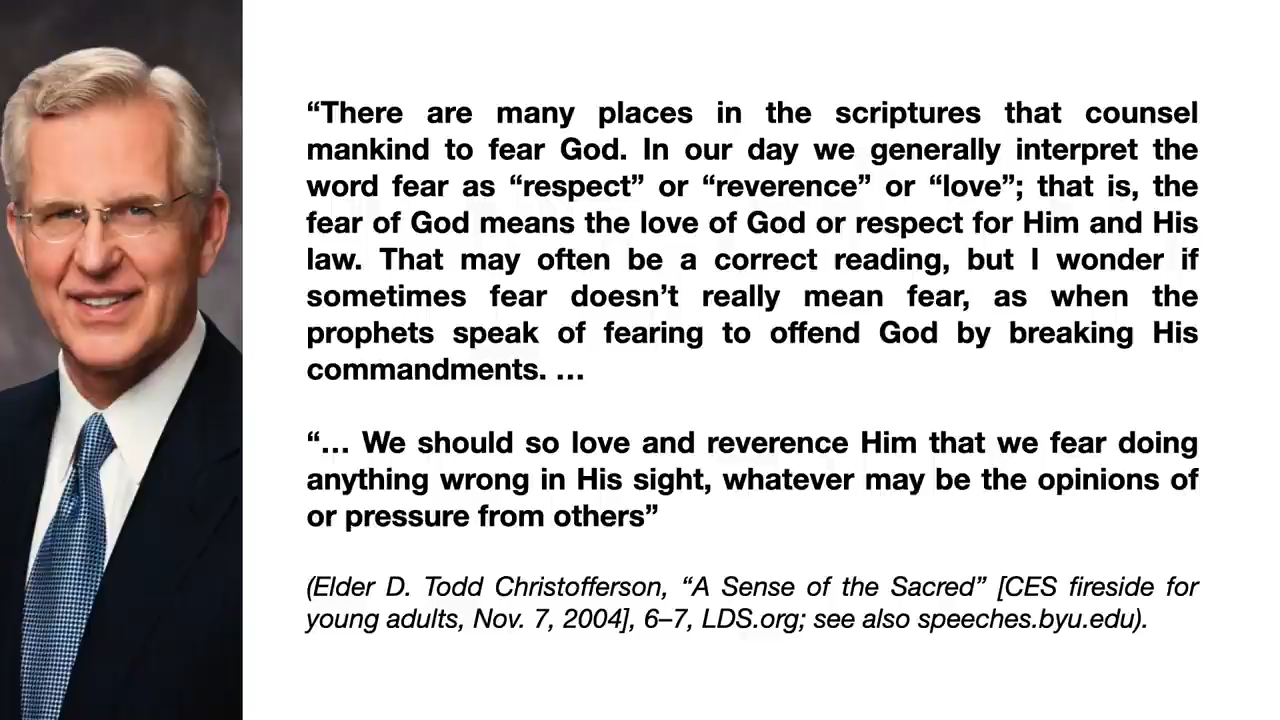 “There are many places in the scriptures that counsel
mankind to fear God. In our day we generally interpret the
word fear as “respect” or “reverence” or “love”; that is, the
fear of God means the love of God or respect for Him and His
law. That may often be a correct reading, but I wonder if
sometimes fear doesn’t really mean fear, as when the
prophets speak of fearing to offend God by breaking His
commandments. …
“… We should so love and reverence Him that we fear doing
anything wrong in His sight, whatever may be the opinions of
or pressure from others”
(Elder D. Todd Christofferson, “A Sense of the Sacred” [CES fireside for
young adults, Nov. 7, 2004], 6–7, LDS.org; see also speeches.byu.edu).